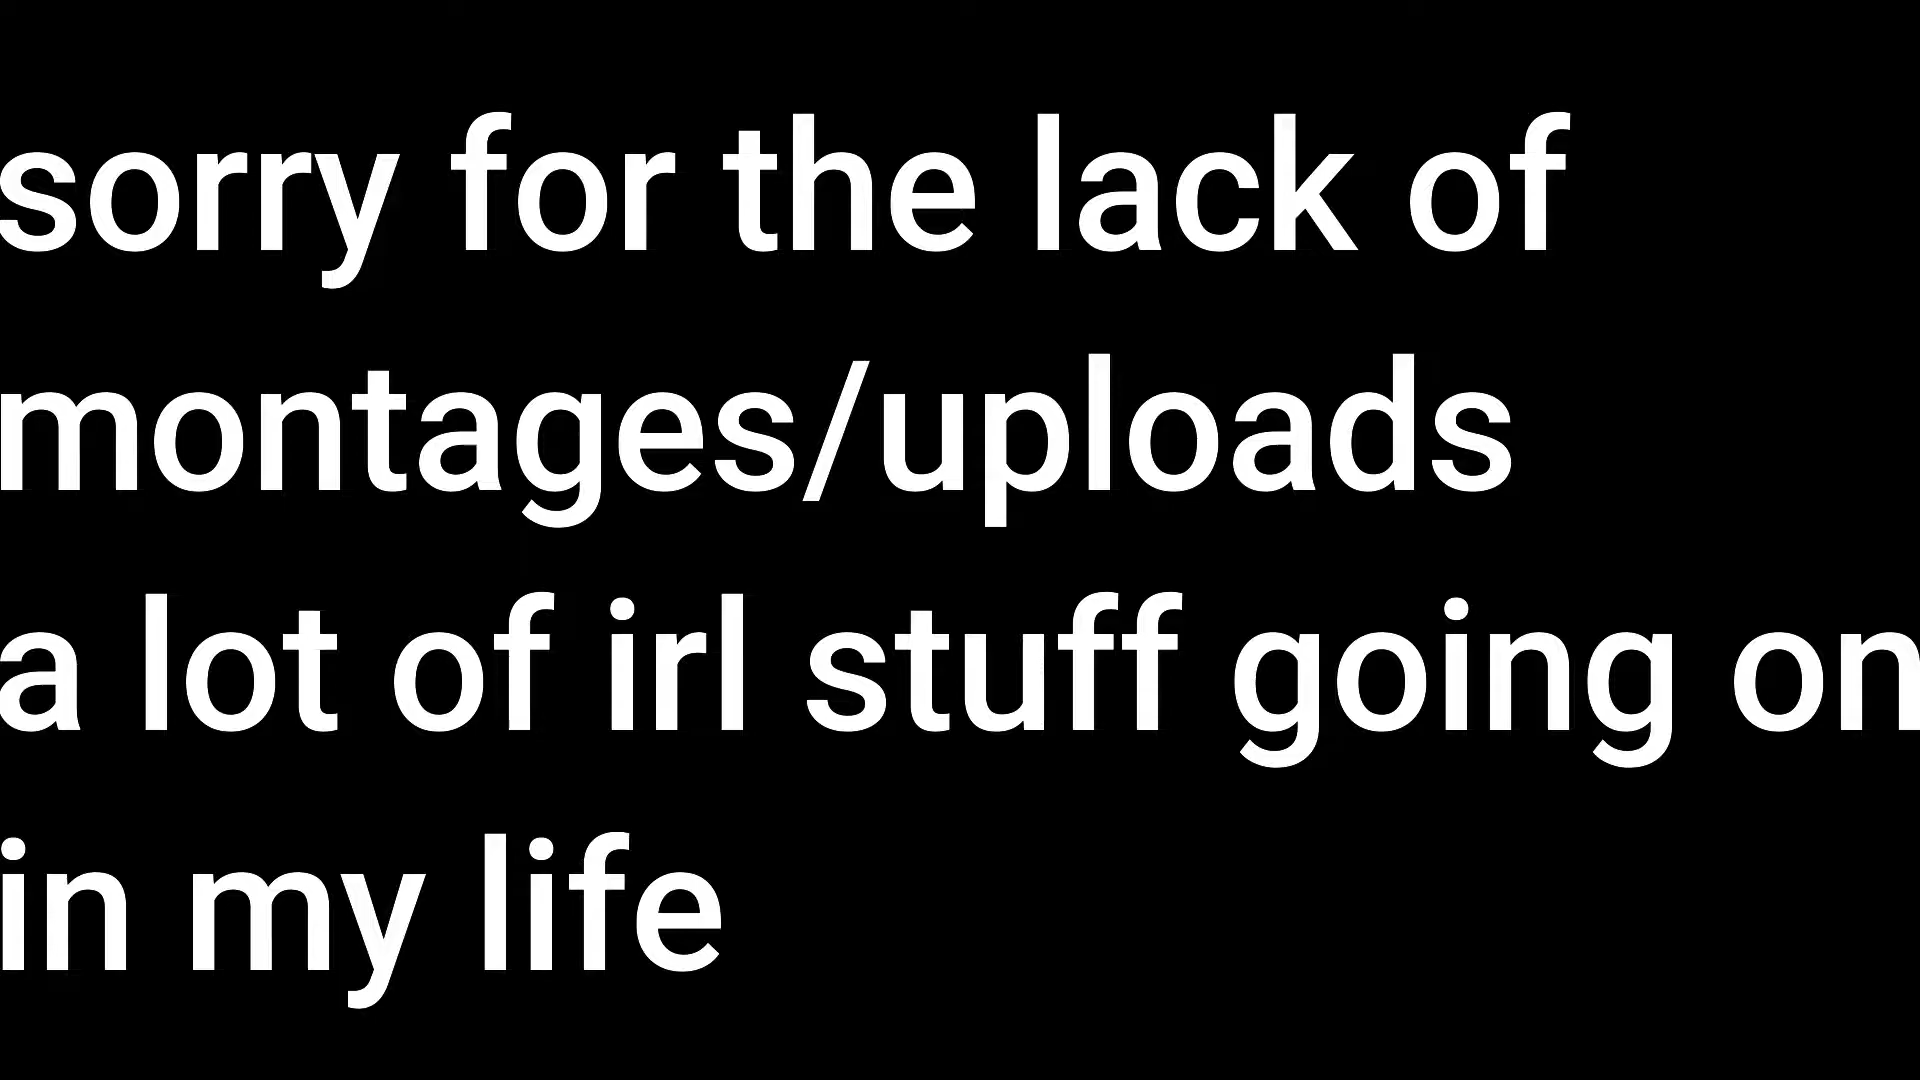 sorry for the lack of
montages/uploads
a lot of irl stuff going on
in my life